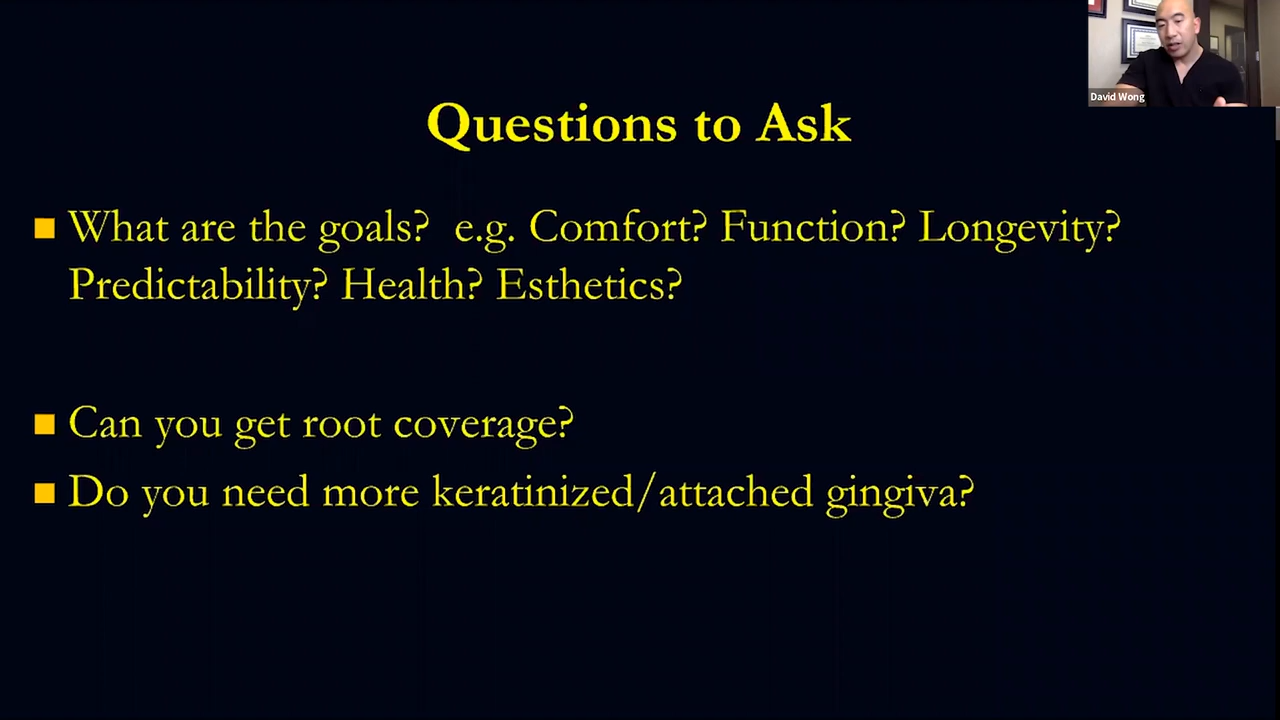 David Wong
Questions to Ask
What are the goals?  e.g. Comfort? Function? Longevity?
Predictability? Health? Esthetics?
Can you get root coverage?
Do you need more keratinized/attached gingiva?